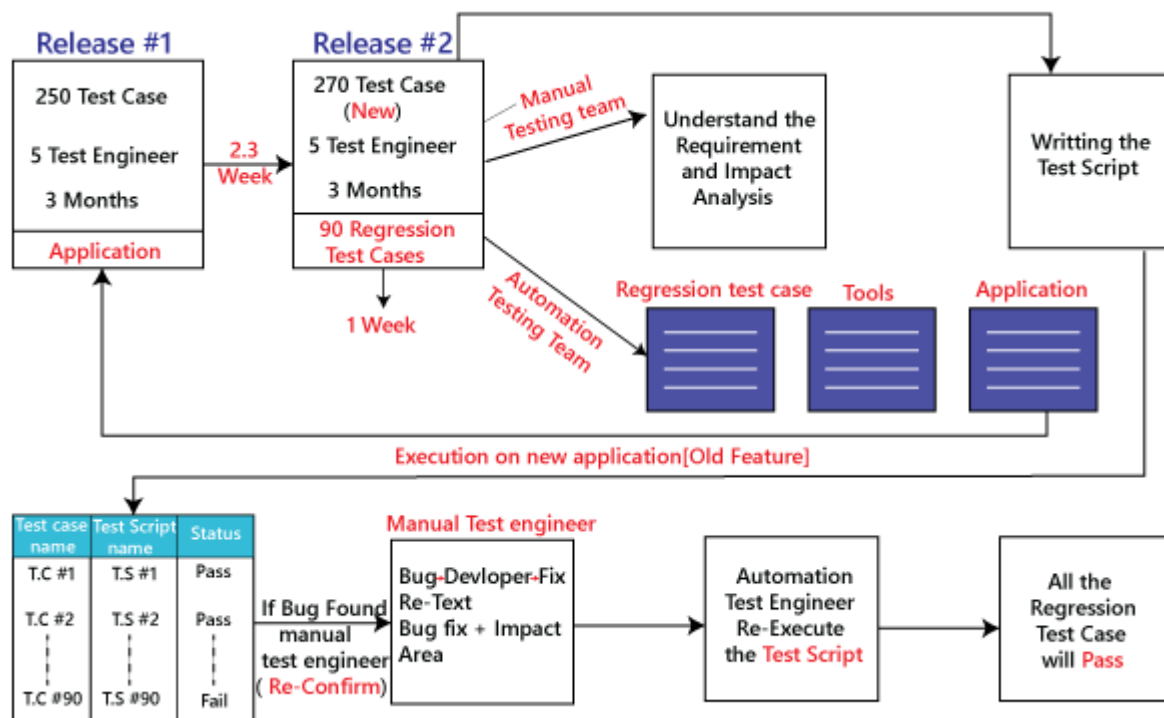 Release #1
250 Test Case
5 Test Engineer
3 Months
Application
2.3
Week
Release #2
270 Test Case
(New)
5 Test Engineer
3 Months
90 Regression
Test Cases
1 Week
Manual
Testing team
Understand the
Requirement
and Impact
Analysis
Writting the
Test Script
Automation
Testing Team
Regression test case
Tools
Application
Execution on new application[Old Feature]
Test case
name
Test Script
name
Status
T.C #1
T.S #1
Pass
T.C #2
T.S #2
Pass
T.C #90
T.S #90
Fail
If Bug Found
manual
test engineer
( Re-Confirm)
Manual Test engineer
Bug→Devloper→Fix
Re-Text
Bug fix + Impact
Area
Automation
Test Engineer
Re-Execute
the Test Script
All the
Regression
Test Case
will Pass